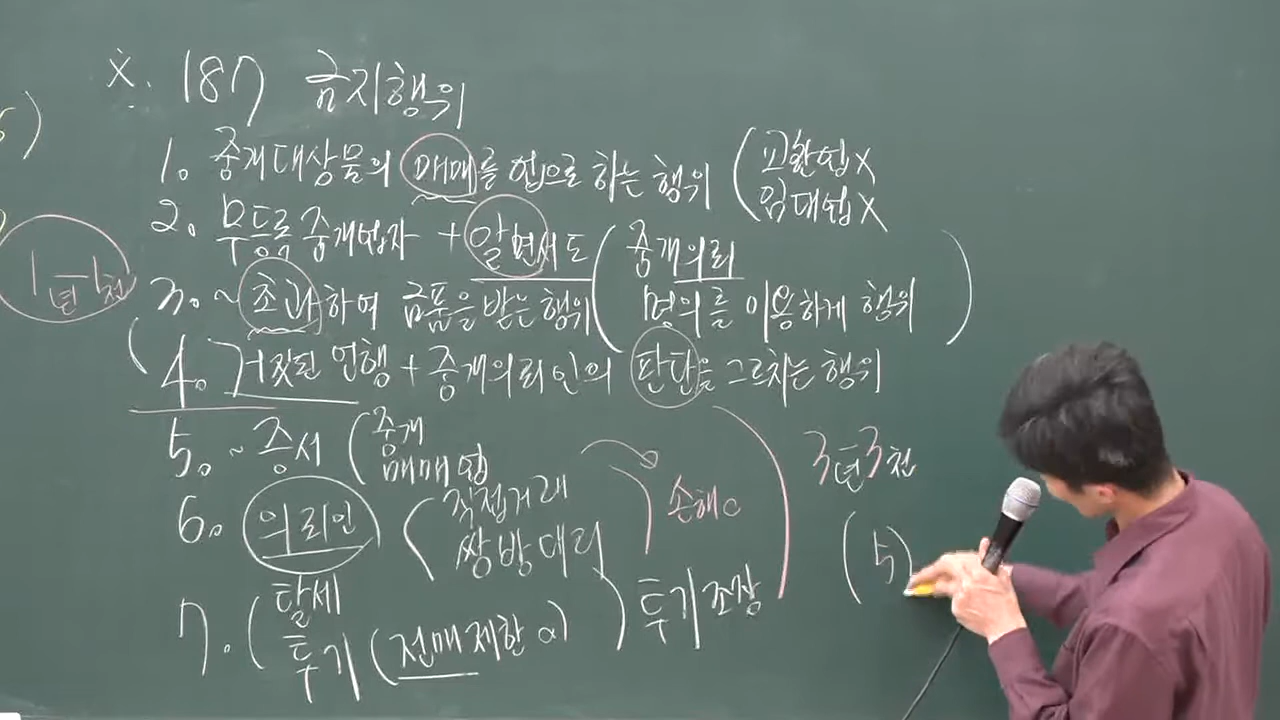 X. 187 금지행위
1. 중개대상물의 매매를 업으로 하는 행위 ( 교환업X
임대업X
2. 무등록 중개업자 + 알면서도 ( 중개의뢰
명의를 이용하게 행위 )
1년 1천
3. ~ 초과하여 금품을 받는 행위
(4. 거짓된 언행 + 중개의뢰인의 판단을 그르치는 행위
5. ~ 증서 ( 중개
매매업
3년 3천
6. 의뢰인 ( 직접거래
쌍방대리
손해
(5)
7. ( 탈세
투기 (전매제한 a) ) 투기조장